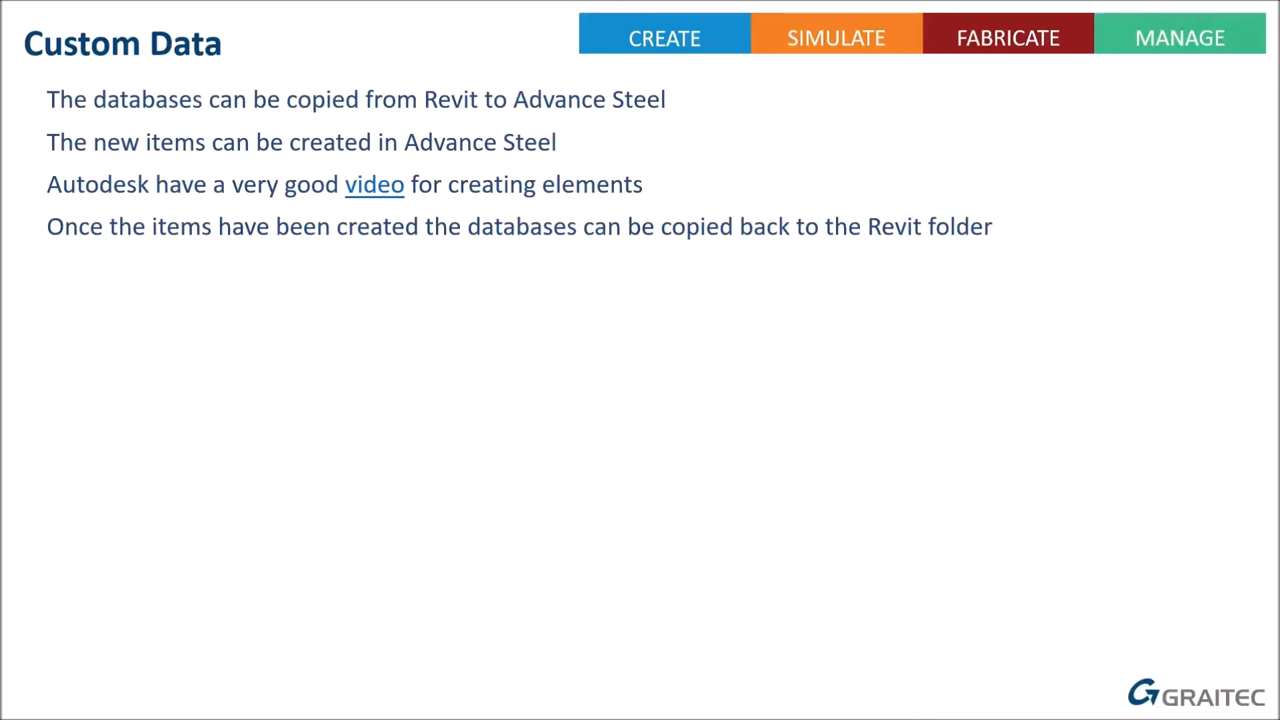 Custom Data
CREATE
SIMULATE
FABRICATE
MANAGE
The databases can be copied from Revit to Advance Steel
The new items can be created in Advance Steel
Autodesk have a very good video for creating elements
Once the items have been created the databases can be copied back to the Revit folder
GRAITEC